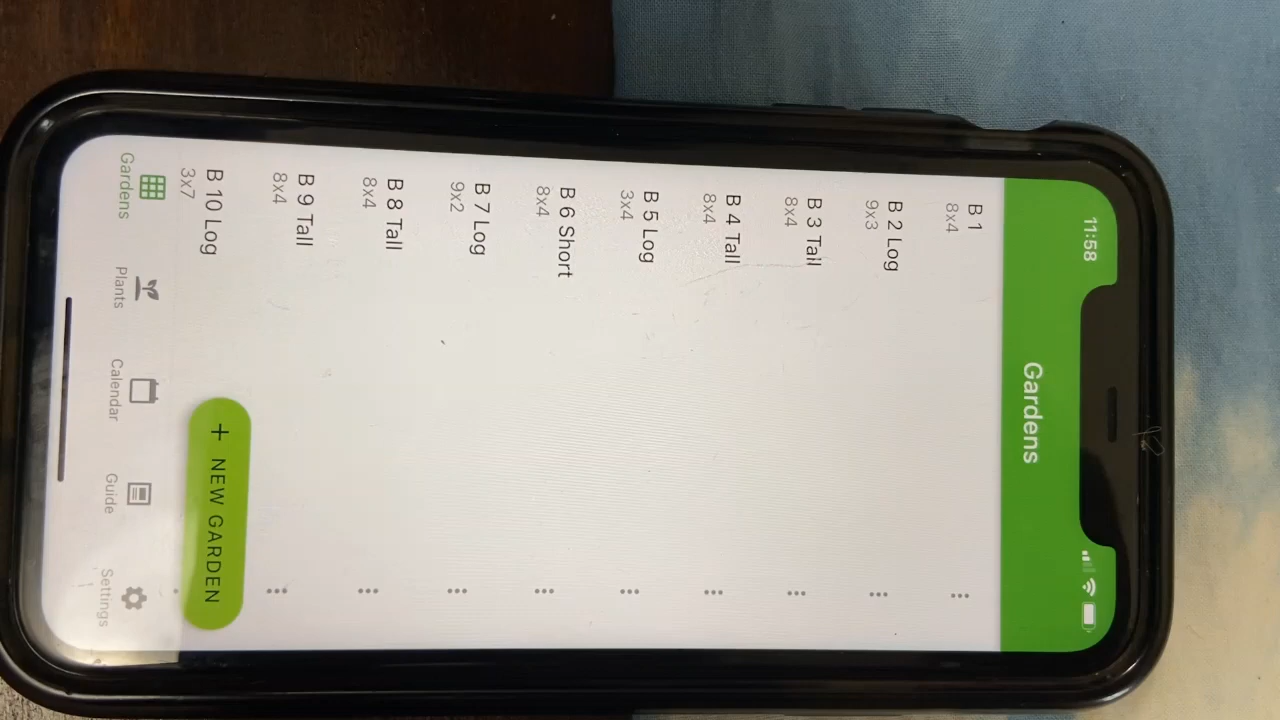 11:58
Gardens
B 1
8x4
B 2 Log
9x3
B 3 Tall
8x4
B 4 Tall
8x4
B 5 Log
3x4
B 6 Short
8x4
B 7 Log
9x2
B 8 Tall
8x4
B 9 Tall
8x4
B 10 Log
3x7
+ NEW GARDEN
Gardens
Plants
Calendar
Guide
Settings